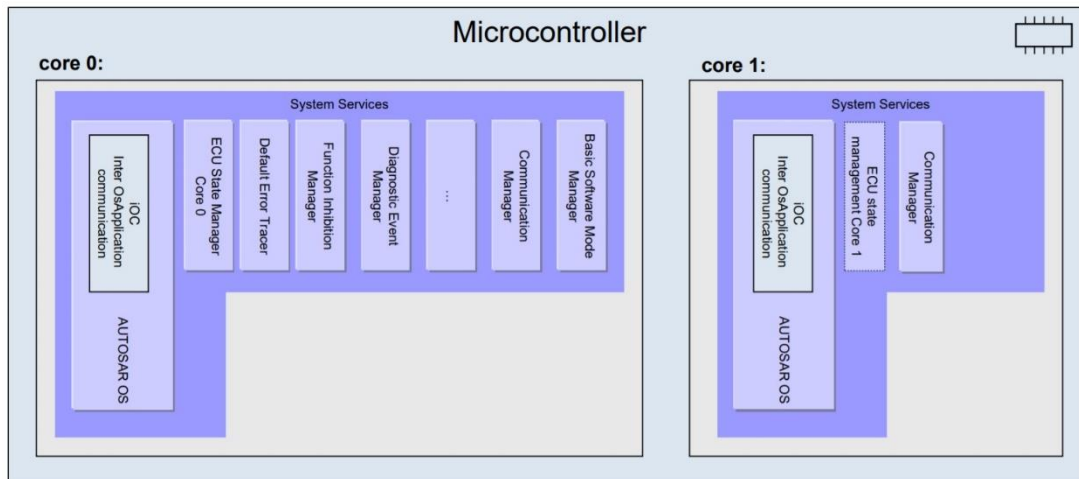 Microcontroller
core 0:
System Services
iOC
Inter OsApplication
communication
AUTOSAR OS
ECU State Manager
Core 0
Default Error Tracer
Function Inhibition
Manager
Diagnostic Event
Manager
...
Communication
Manager
Basic Software Mode
Manager
core 1:
System Services
iOC
Inter OsApplication
communication
AUTOSAR OS
ECU state
management Core 1
Communication
Manager